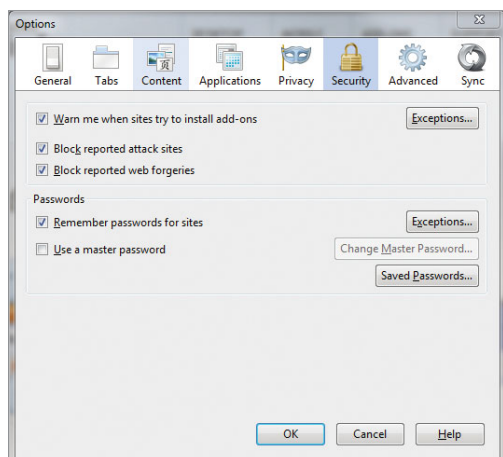 Options
General Tabs Content Applications Privacy Security Advanced Sync
Warn me when sites try to install add-ons Exceptions...
Block reported attack sites
Block reported web forgeries
Passwords
Remember passwords for sites Exceptions...
Use a master password Change Master Password...
Saved Passwords...
OK Cancel Help